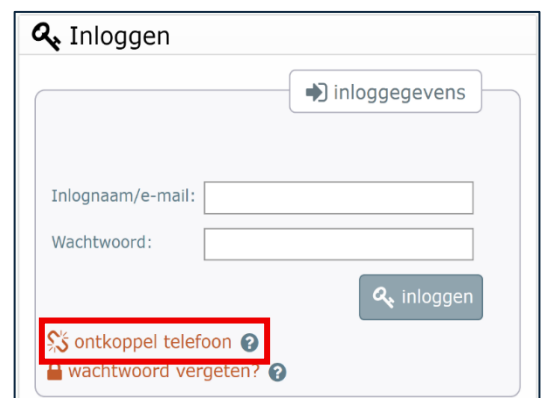 Inloggen
inloggegevens
Inlognaam/e-mail:
Wachtwoord:
inloggen
ontkoppel telefoon ?
wachtwoord vergeten? ?